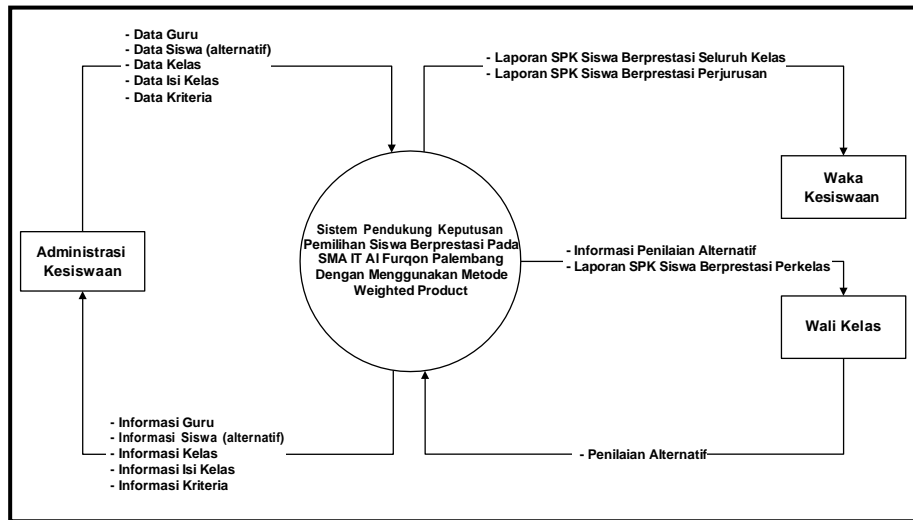 - Data Guru
- Data Siswa (alternatif)
- Data Kelas
- Data Isi Kelas
- Data Kriteria
- Laporan SPK Siswa Berprestasi Seluruh Kelas
- Laporan SPK Siswa Berprestasi Perjurusan
Waka
Kesiswaan
Administrasi
Kesiswaan
Sistem Pendukung Keputusan
Pemilihan Siswa Berprestasi Pada
SMA IT Al Furqon Palembang
Dengan Menggunakan Metode
Weighted Product
- Informasi Penilaian Alternatif
- Laporan SPK Siswa Berprestasi Perkelas
Wali Kelas
- Informasi Guru
- Informasi Siswa (alternatif)
- Informasi Kelas
- Informasi Isi Kelas
- Informasi Kriteria
- Penilaian Alternatif